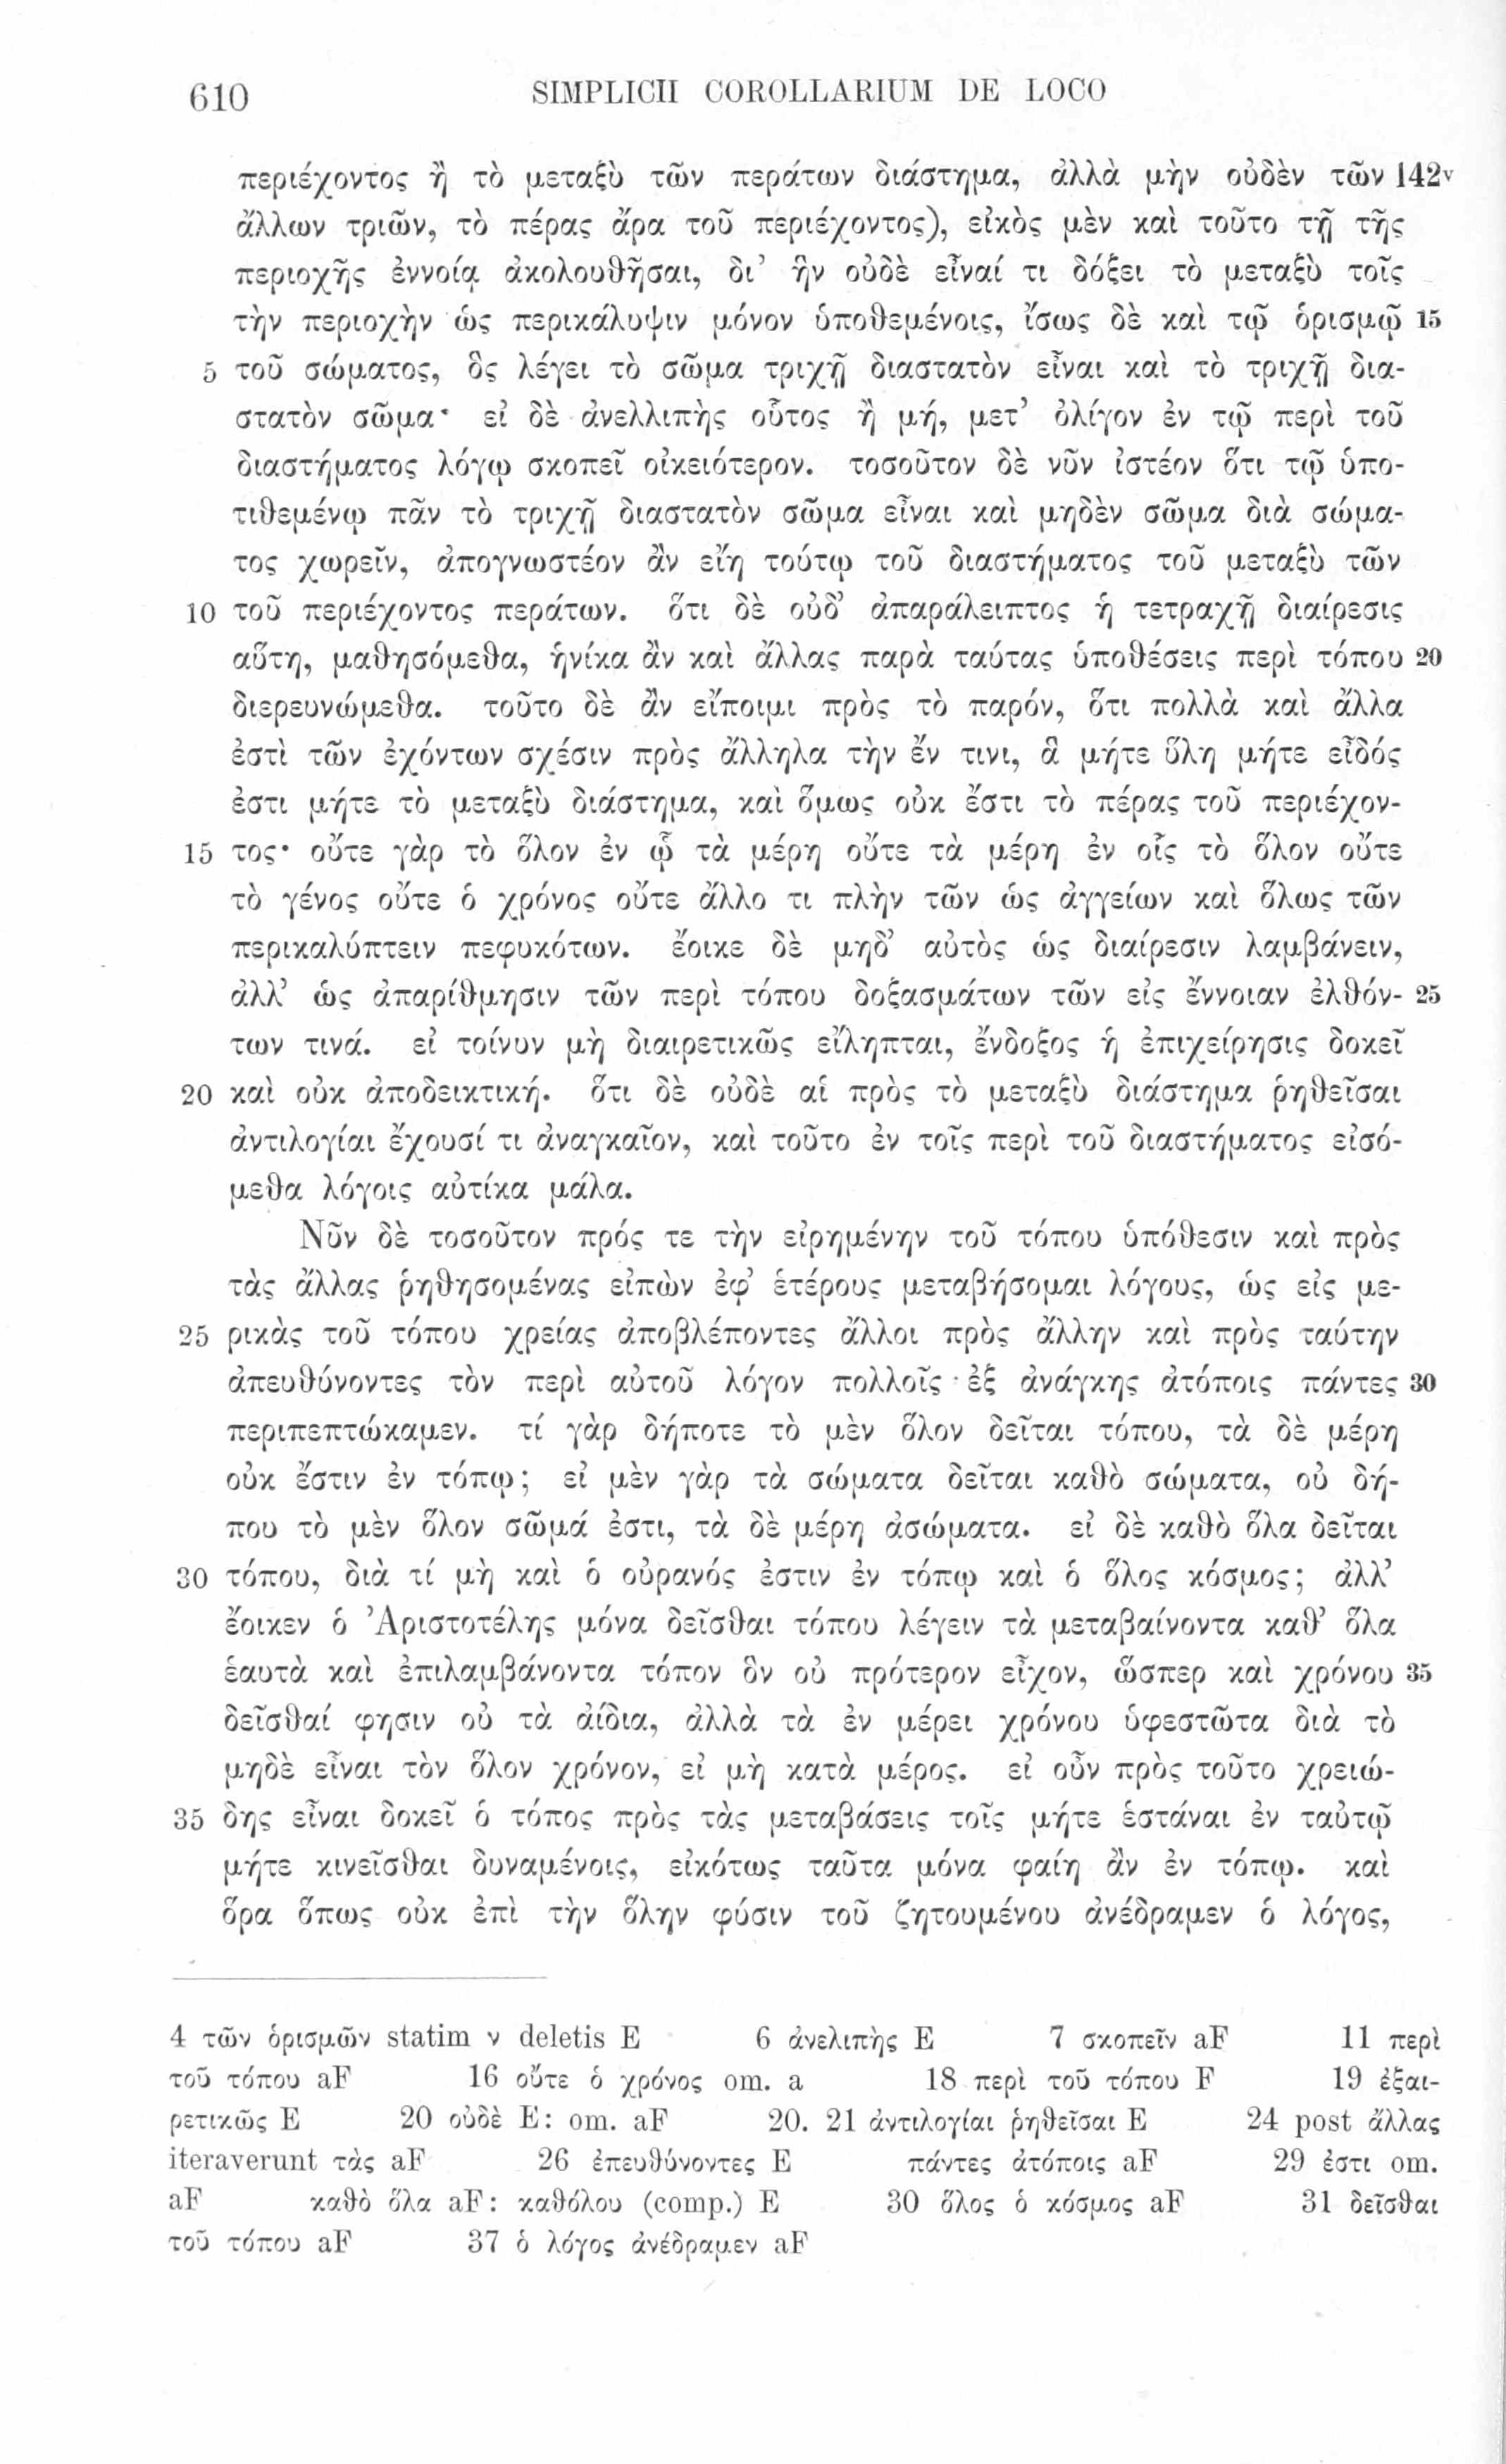 610 SIMPLICII COROLLARIUM DE LOCO
περιέχοντος ἢ τὸ μεταξὺ τῶν περάτων διάστημα, ἀλλὰ μὴν οὐδὲν τῶν 142v
ἄλλων τριῶν, τὸ πέρας ἄρα τοῦ περιέχοντος), εἰκὸς μὲν καὶ τοῦτο τῇ τῆς
περιοχῆς ἐννοίᾳ ἀκολουθῆσαι, δι’ ἣν οὐδὲ εἶναί τι δόξει τὸ μεταξὺ τοῖς
τὴν περιοχὴν ὡς περικάλυψιν μόνον ὑποθεμένοις, ἴσως δὲ καὶ τῷ ὁρισμῷ 15
5 τοῦ σώματος, ὃς λέγει τὸ σῶμα τριχῇ διαστατὸν εἶναι καὶ τὸ τριχῇ δια-
στατὸν σῶμα· εἰ δὲ ἀνελλιπὴς οὗτος ἢ μή, μετ’ ὀλίγον ἐν τῷ περὶ τοῦ
διαστήματος λόγῳ σκοπεῖ οἰκειότερον. τοσοῦτον δὲ νῦν ἰστέον ὅτι τῷ ὑπο-
τιθεμένῳ πᾶν τὸ τριχῇ διαστατὸν σῶμα εἶναι καὶ μηδὲν σῶμα διὰ σώμα-
τος χωρεῖν, ἀπογνωστέον ἂν εἴη τούτῳ τοῦ διαστήματος τοῦ μεταξὺ τῶν
10 τοῦ περιέχοντος περάτων. ὅτι δὲ οὐδ’ ἀπαράλειπτος ἡ τετραχῇ διαίρεσις
αὕτη, μαθησόμεθα, ἡνίκα ἂν καὶ ἄλλας παρὰ ταύτας ὑποθέσεις περὶ τόπου 20
διερευνώμεθα. τοῦτο δὲ ἂν εἴποιμι πρὸς τὸ παρόν, ὅτι πολλὰ καὶ ἄλλα
ἐστὶ τῶν ἐχόντων σχέσιν πρὸς ἄλληλα τὴν ἔν τινι, ἃ μήτε ὕλη μήτε εἶδός
ἐστι μήτε τὸ μεταξὺ διάστημα, καὶ ὅμως οὐκ ἔστι τὸ πέρας τοῦ περιέχον-
15 τος· οὔτε γὰρ τὸ ὅλον ἐν ᾧ τὰ μέρη οὔτε τὰ μέρη ἐν οἷς τὸ ὅλον οὔτε
τὸ γένος οὔτε ὁ χρόνος οὔτε ἄλλο τι πλὴν τῶν ὡς ἀγγείων καὶ ὅλως τῶν
περικαλύπτειν πεφυκότων. ἔοικε δὲ μηδ’ αὐτὸς ὡς διαίρεσιν λαμβάνειν,
ἀλλ’ ὡς ἀπαρίθμησιν τῶν περὶ τόπου δοξασμάτων τῶν εἰς ἔννοιαν ἐλθόν- 25
των τινά. εἰ τοίνυν μὴ διαιρετικῶς εἴληπται, ἔνδοξος ἡ ἐπιχείρησις δοκεῖ
20 καὶ οὐκ ἀποδεικτική. ὅτι δὲ οὐδὲ αἱ πρὸς τὸ μεταξὺ διάστημα ῥηθεῖσαι
ἀντιλογίαι ἔχουσί τι ἀναγκαῖον, καὶ τοῦτο ἐν τοῖς περὶ τοῦ διαστήματος εἰσό-
μεθα λόγοις αὐτίκα μάλα.
Νῦν δὲ τοσοῦτον πρός τε τὴν εἰρημένην τοῦ τόπου ὑπόθεσιν καὶ πρὸς
τὰς ἄλλας ῥηθησομένας εἰπὼν ἐφ’ ἑτέρους μεταβήσομαι λόγους, ὡς εἰς με-
25 ρικὰς τοῦ τόπου χρείας ἀποβλέποντες ἄλλοι πρὸς ἄλλην καὶ πρὸς ταύτην
ἀπευθύνοντες τὸν περὶ αὐτοῦ λόγον πολλοῖς ἐξ ἀνάγκης ἀτόποις πάντες 30
περιπεπτώκαμεν. τί γὰρ δήποτε τὸ μὲν ὅλον δεῖται τόπου, τὰ δὲ μέρη
οὐκ ἔστιν ἐν τόπῳ; εἰ μὲν γὰρ τὰ σώματα δεῖται καθὸ σώματα, οὐ δή-
που τὸ μὲν ὅλον σῶμά ἐστι, τὰ δὲ μέρη ἀσώματα. εἰ δὲ καθὸ ὅλα δεῖται
30 τόπου, διὰ τί μὴ καὶ ὁ οὐρανός ἐστιν ἐν τόπῳ καὶ ὁ ὅλος κόσμος; ἀλλ’
ἔοικεν ὁ Ἀριστοτέλης μόνα δεῖσθαι τόπου λέγειν τὰ μεταβαίνοντα καθ’ ὅλα
ἑαυτὰ καὶ ἐπιλαμβάνοντα τόπον ὃν οὐ πρότερον εἶχον, ὥσπερ καὶ χρόνου 35
δεῖσθαί φησιν οὐ τὰ ἀίδια, ἀλλὰ τὰ ἐν μέρει χρόνου ὑφεστῶτα διὰ τὸ
μηδὲ εἶναι τὸν ὅλον χρόνον, εἰ μὴ κατὰ μέρος. εἰ οὖν πρὸς τοῦτο χρειώ-
35 δης εἶναι δοκεῖ ὁ τόπος πρὸς τὰς μεταβάσεις τοῖς μήτε ἑστάναι ἐν ταὐτῷ
μήτε κινεῖσθαι δυναμένοις, εἰκότως ταῦτα μόνα φαίη ἂν ἐν τόπῳ. καὶ
ὅρα ὅπως οὐκ ἐπὶ τὴν ὅλην φύσιν τοῦ ζητουμένου ἀνέδραμεν ὁ λόγος,
4 τῶν ὁρισμῶν statim ν deletis E 6 ἀνελιπὴς E 7 σκοπεῖν aF 11 περὶ
τοῦ τόπου aF 16 οὔτε ὁ χρόνος om. a 18 περὶ τοῦ τόπου F 19 ἐξαι-
ρετικῶς E 20 οὐδὲ E: om. aF 20. 21 ἀντιλογίαι ῥηθεῖσαι E 24 post ἄλλας
iteraverunt τὰς aF 26 ἐπευθύνοντες E πάντες ἀτόποις aF 29 ἐστι om.
aF καθὸ ὅλα aF: καθόλου (comp.) E 30 ὅλος ὁ κόσμος aF 31 δεῖσθαι
τοῦ τόπου aF 37 ὁ λόγος ἀνέδραμεν aF